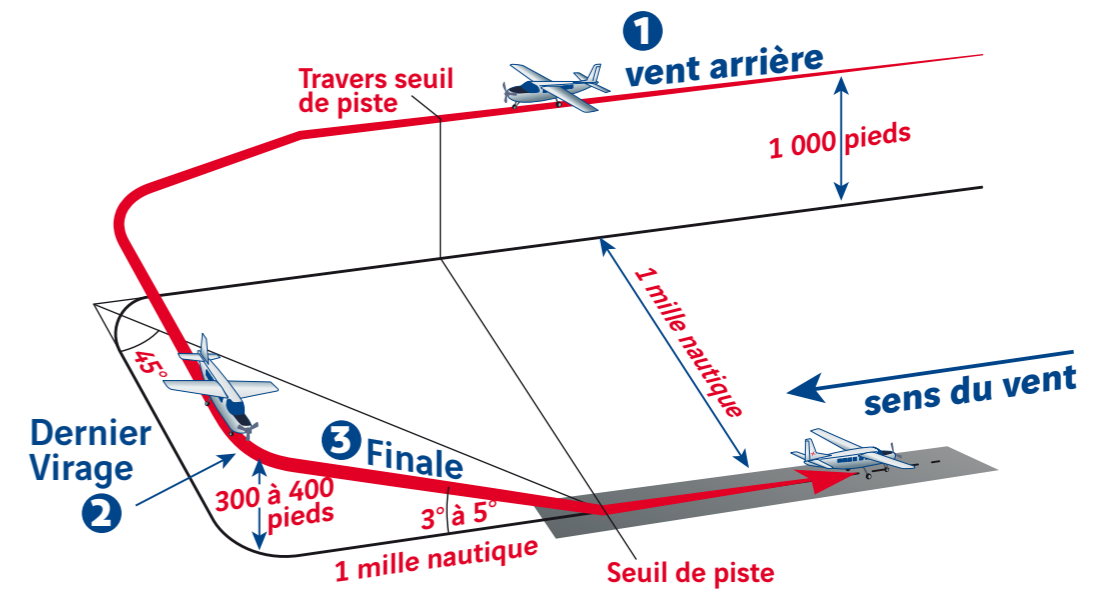 1
vent arrière
Travers seuil
de piste
1 000 pieds
1 mille nautique
45°
sens du vent
Dernier
Virage
2
3 Finale
300 à 400
pieds
3° à 5°
1 mille nautique
Seuil de piste